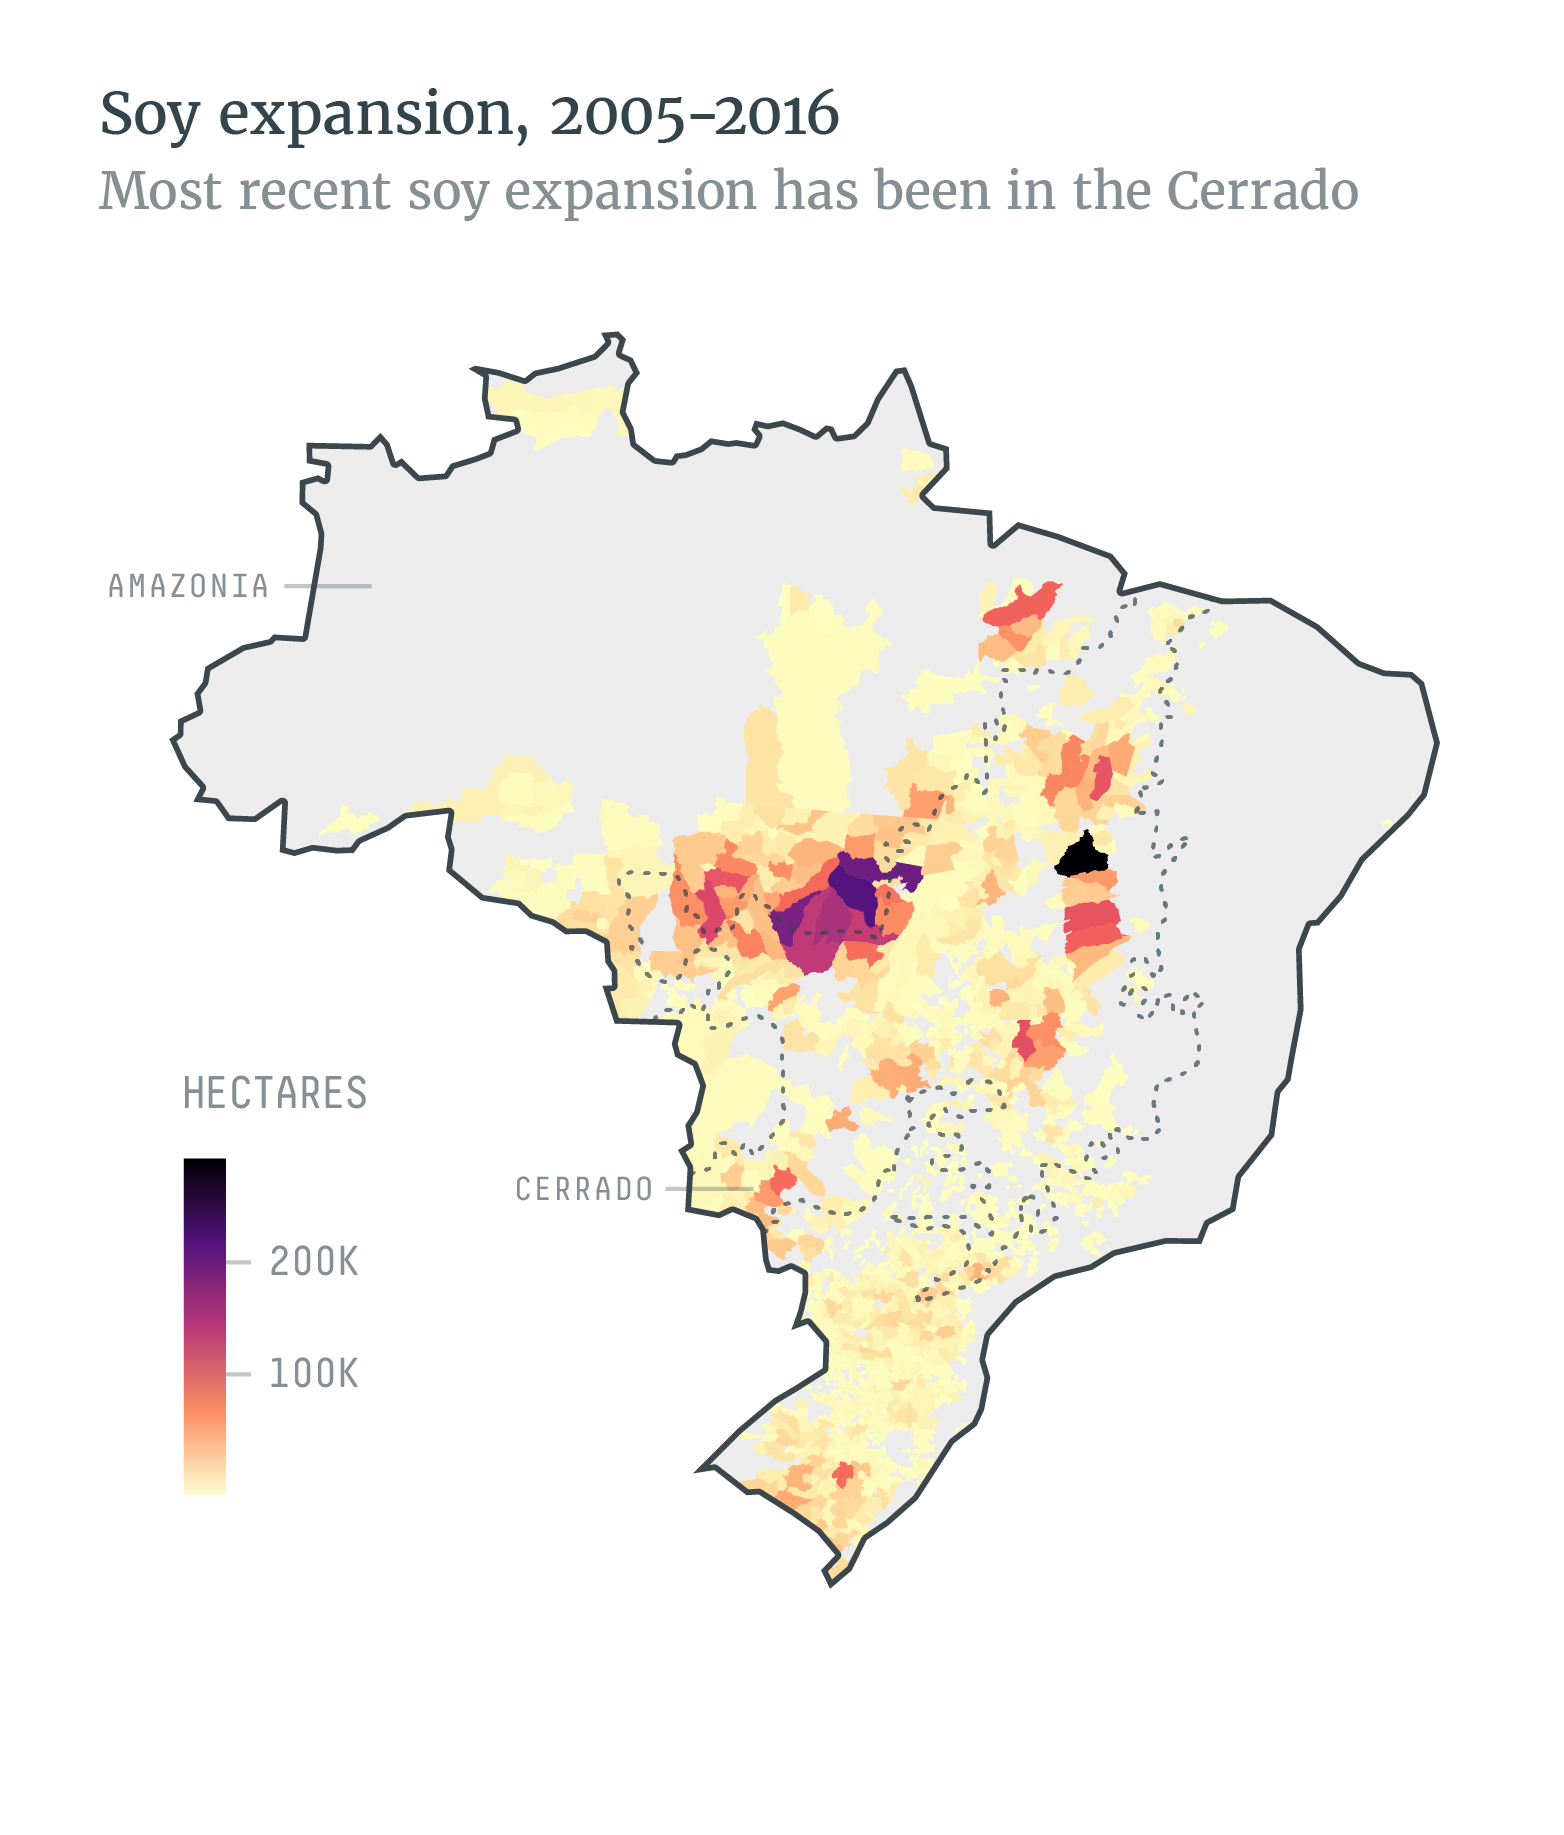 Soy expansion, 2005-2016
Most recent soy expansion has been in the Cerrado
AMAZONIA
HECTARES
CERRADO
200K
100K